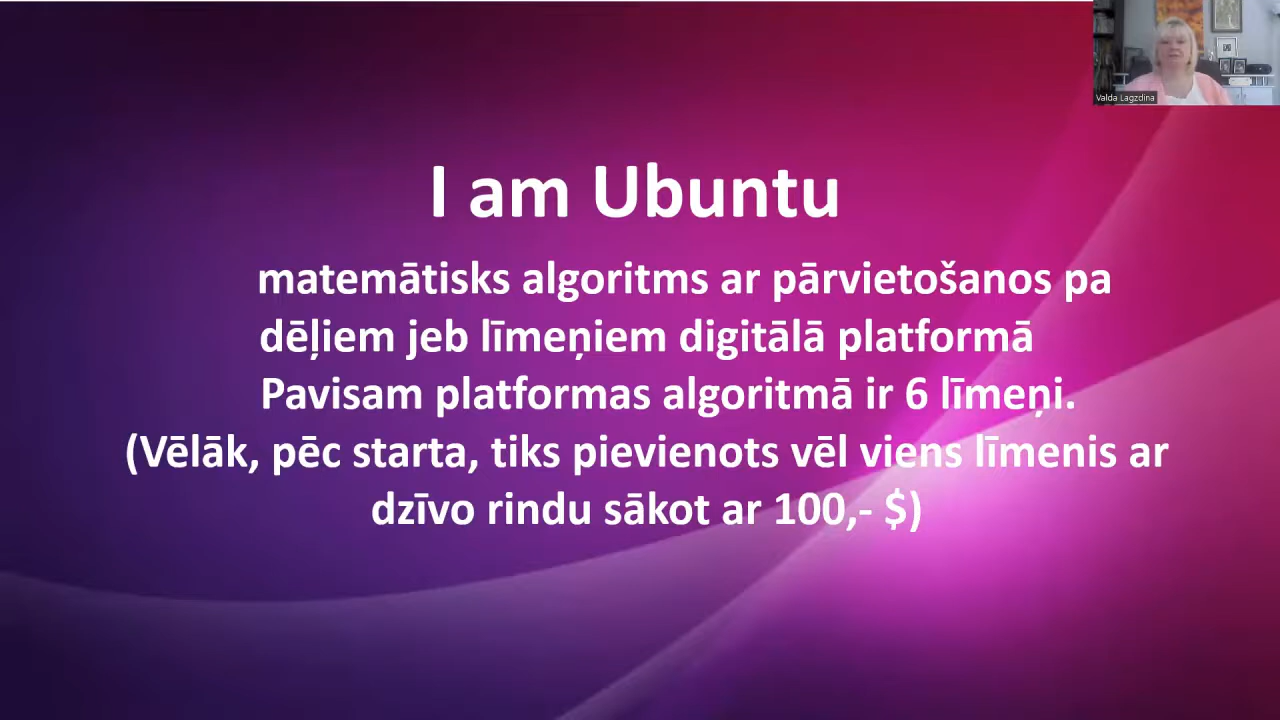 Valda Lagzdina
I am Ubuntu
matemātisks algoritms ar pārvietošanos pa
dēļiem jeb līmeņiem digitālā platformā
Pavisam platformas algoritmā ir 6 līmeņi.
(Vēlāk, pēc starta, tiks pievienots vēl viens līmenis ar
dzīvo rindu sākot ar 100,- $)